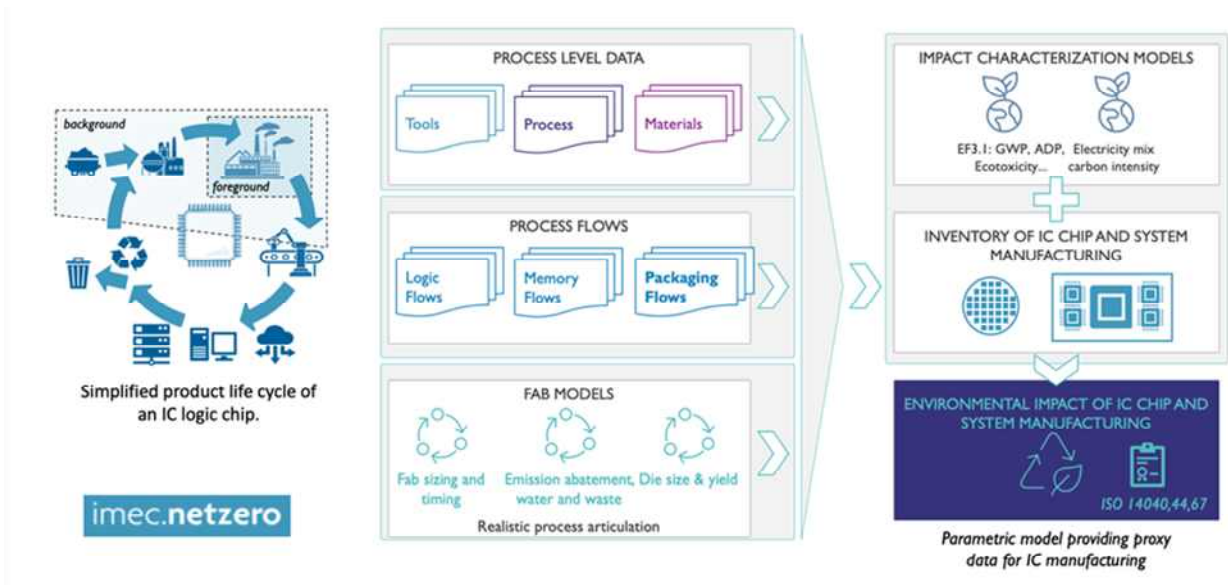 background
foreground
Simplified product life cycle of
an IC logic chip.
imec.netzero
PROCESS LEVEL DATA
Tools
Process
Materials
PROCESS FLOWS
Logic
Flows
Memory
Flows
Packaging
Flows
FAB MODELS
Fab sizing and
timing
Emission abatement,
water and waste
Die size & yield
Realistic process articulation
IMPACT CHARACTERIZATION MODELS
EF3.1: GWP, ADP,
Ecotoxicity...
Electricity mix
carbon intensity
INVENTORY OF IC CHIP AND SYSTEM
MANUFACTURING
ENVIRONMENTAL IMPACT OF IC CHIP AND
SYSTEM MANUFACTURING
ISO 14040,44,67
Parametric model providing proxy
data for IC manufacturing